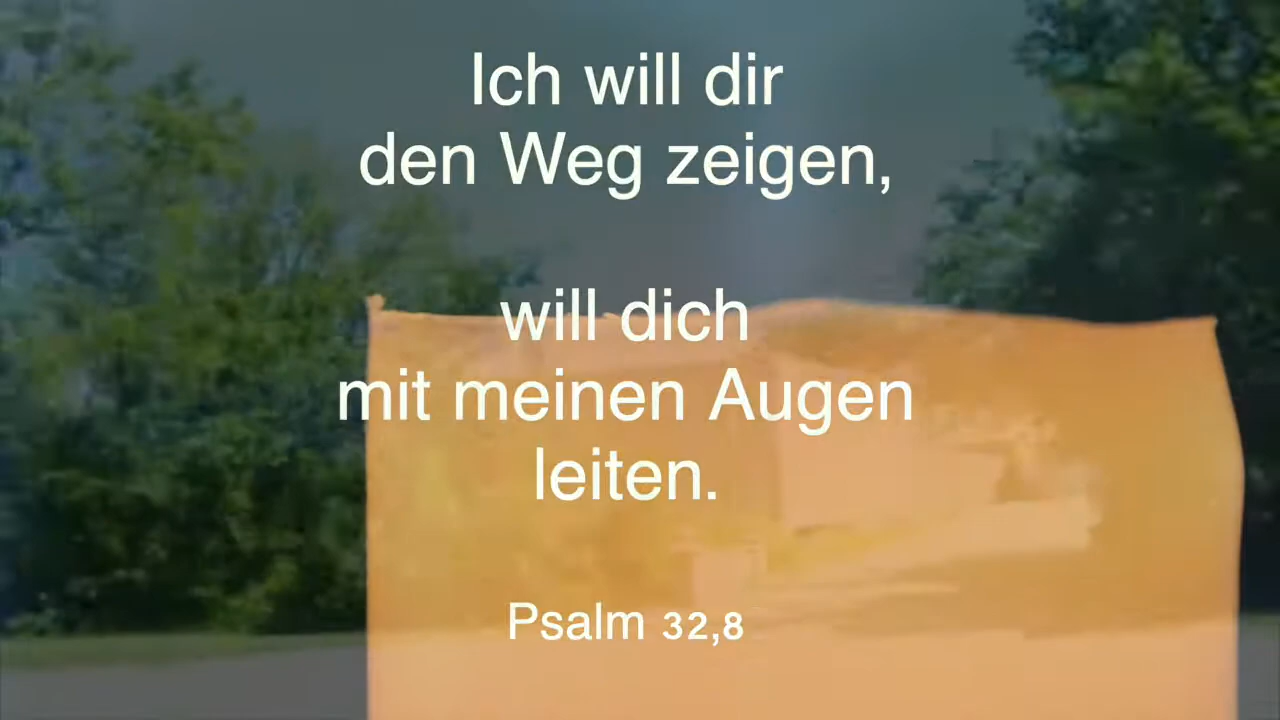 Ich will dir
den Weg zeigen,
will dich
mit meinen Augen
leiten.
Psalm 32,8